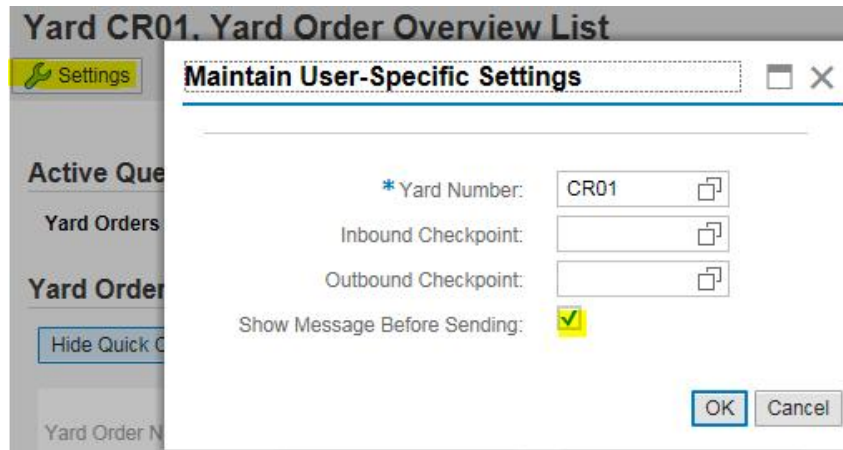 Yard CR01, Yard Order Overview List
Settings
Maintain User-Specific Settings
Active Que
Yard Orders
Yard Order
Hide Quick C
Yard Order N
* Yard Number: CR01
Inbound Checkpoint:
Outbound Checkpoint:
Show Message Before Sending:
OK Cancel